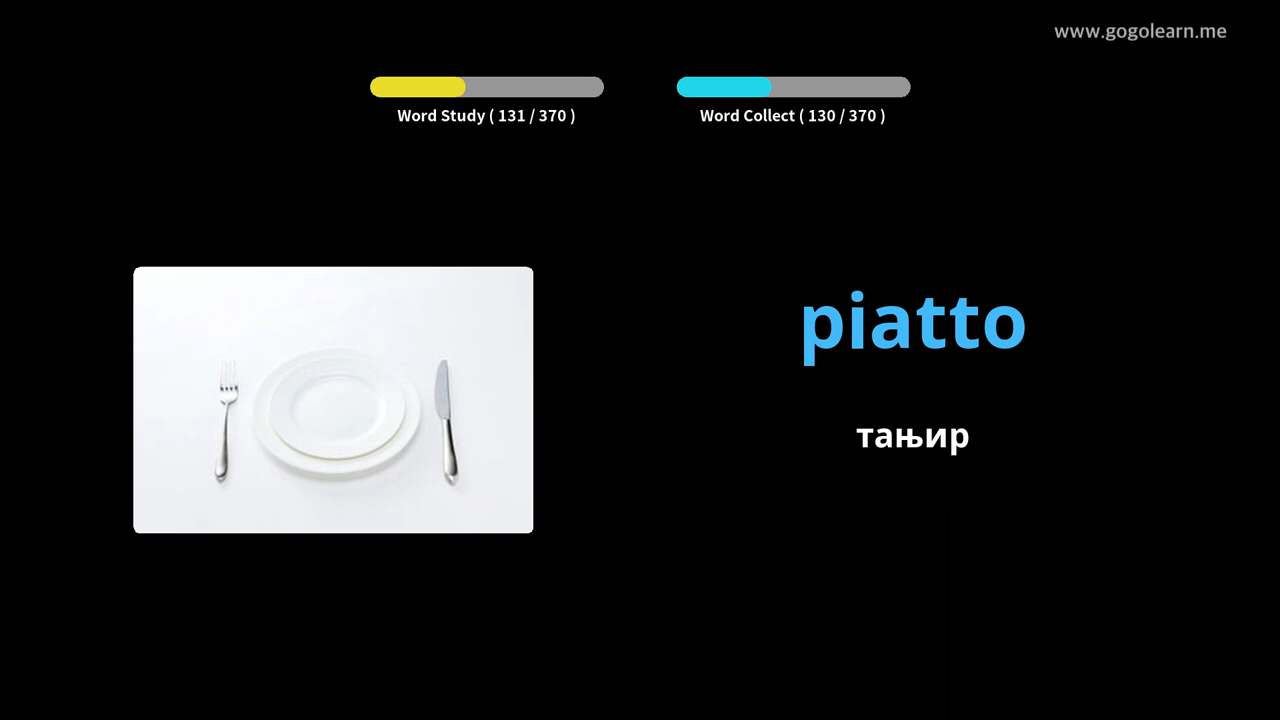 www.gogolearn.me
Word Study ( 131 / 370 )
Word Collect ( 130 / 370 )
piatto
тањир